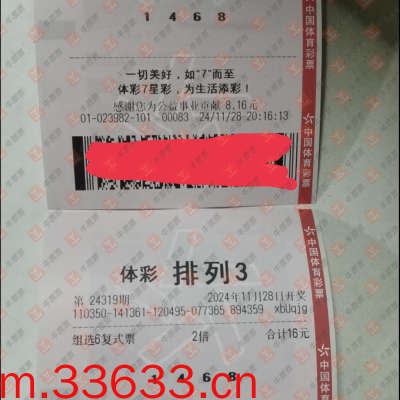 1 4 6 8
一切美好，如“7”而至
体彩7星彩，为生活添彩！
感谢您为公益事业贡献 8.16元
01-023982-101 00083 24/11/28 20:16:13
中国体育彩票
中国体育彩票
体彩 排列3
第 24319期 2024年11月28日开奖
110350-141361-120495-077365 894359 xbUqjg
组选6复式票 2倍 合计16元
1 4 6 8
中国体育彩票
m.33633.cn